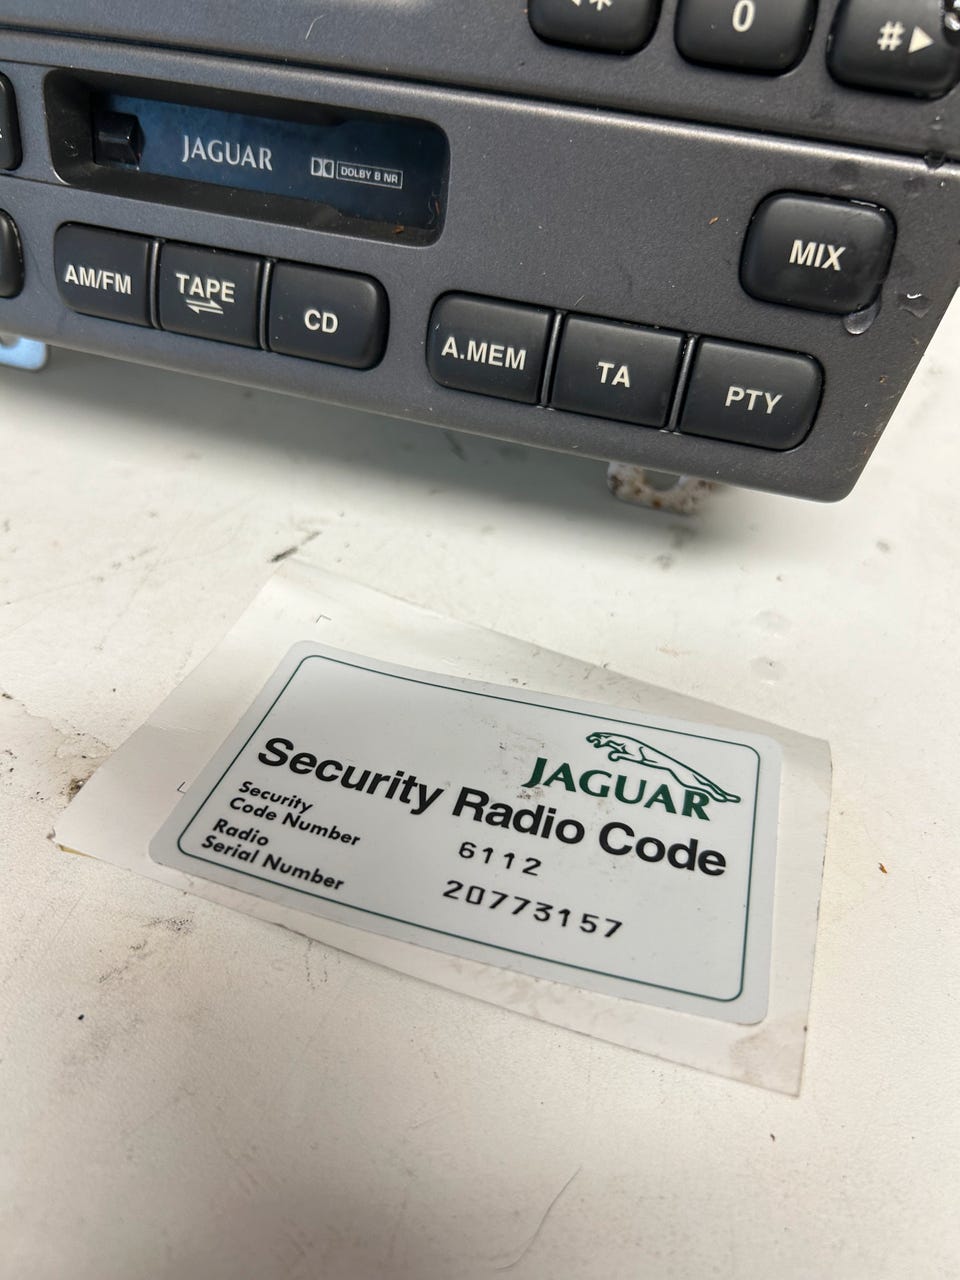 * 0 #
JAGUAR DOLBY B NR
MIX
AM/FM TAPE CD A.MEM TA PTY
JAGUAR
Security Radio Code
Security
Code Number 6112
Radio
Serial Number 20773157